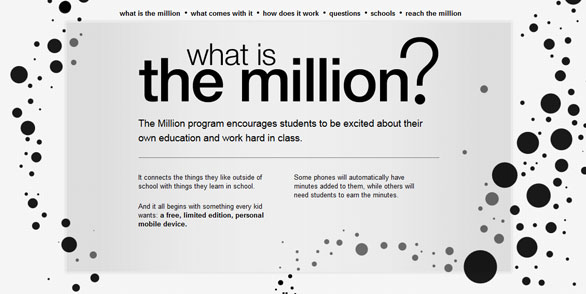 what is the million • what comes with it • how does it work • questions • schools • reach the million
what is
the million?
The Million program encourages students to be excited about their
own education and work hard in class.
It connects the things they like outside of
school with things they learn in school.
And it all begins with something every kid
wants: a free, limited edition, personal
mobile device.
Some phones will automatically have
minutes added to them, while others will
need students to earn the minutes.